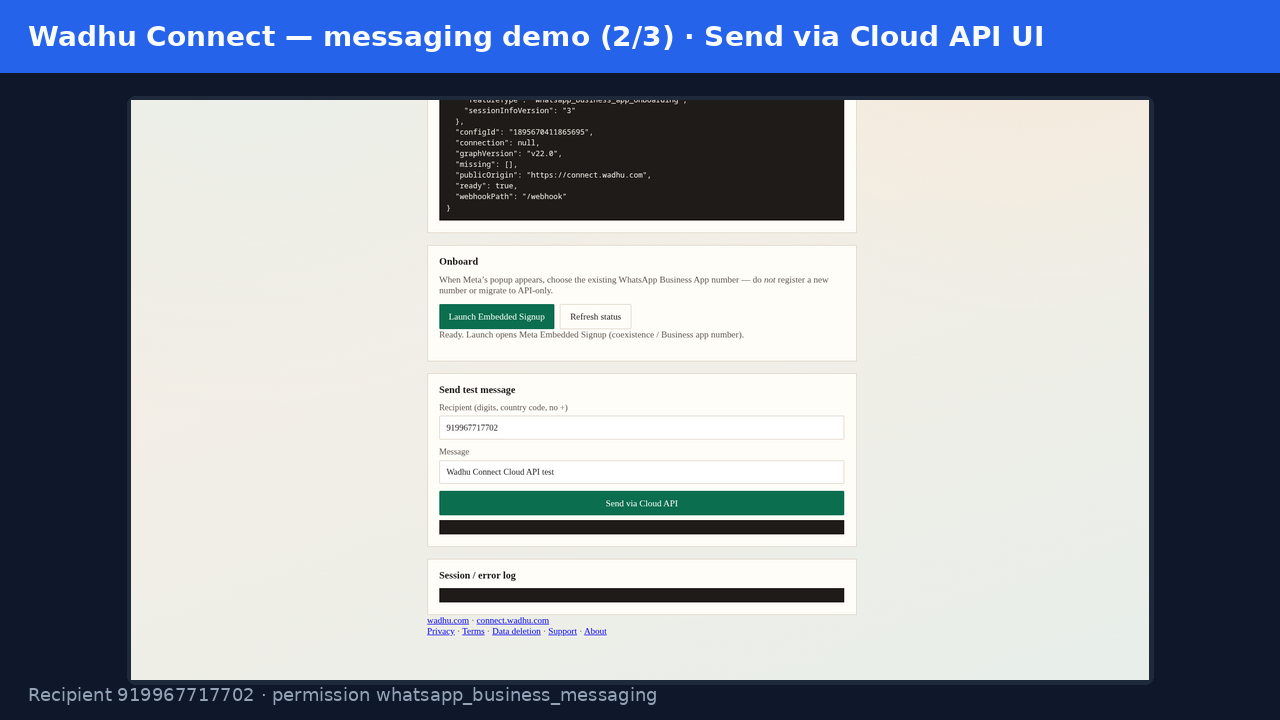 Wadhu Connect — messaging demo (2/3) · Send via Cloud API UI
"featureType": "whatsapp_business_app_onboarding",
"sessionInfoVersion": "3"
},
"configId": "1895670411865695",
"connection": null,
"graphVersion": "v22.0",
"missing": [],
"publicOrigin": "https://connect.wadhu.com",
"ready": true,
"webhookPath": "/webhook"
}
Onboard
When Meta’s popup appears, choose the existing WhatsApp Business App number — do not register a new
number or migrate to API-only.
Launch Embedded Signup Refresh status
Ready. Launch opens Meta Embedded Signup (coexistence / Business app number).
Send test message
Recipient (digits, country code, no +)
919967717702
Message
Wadhu Connect Cloud API test
Send via Cloud API
Session / error log
wadhu.com · connect.wadhu.com
Privacy · Terms · Data deletion · Support · About
Recipient 919967717702 · permission whatsapp_business_messaging